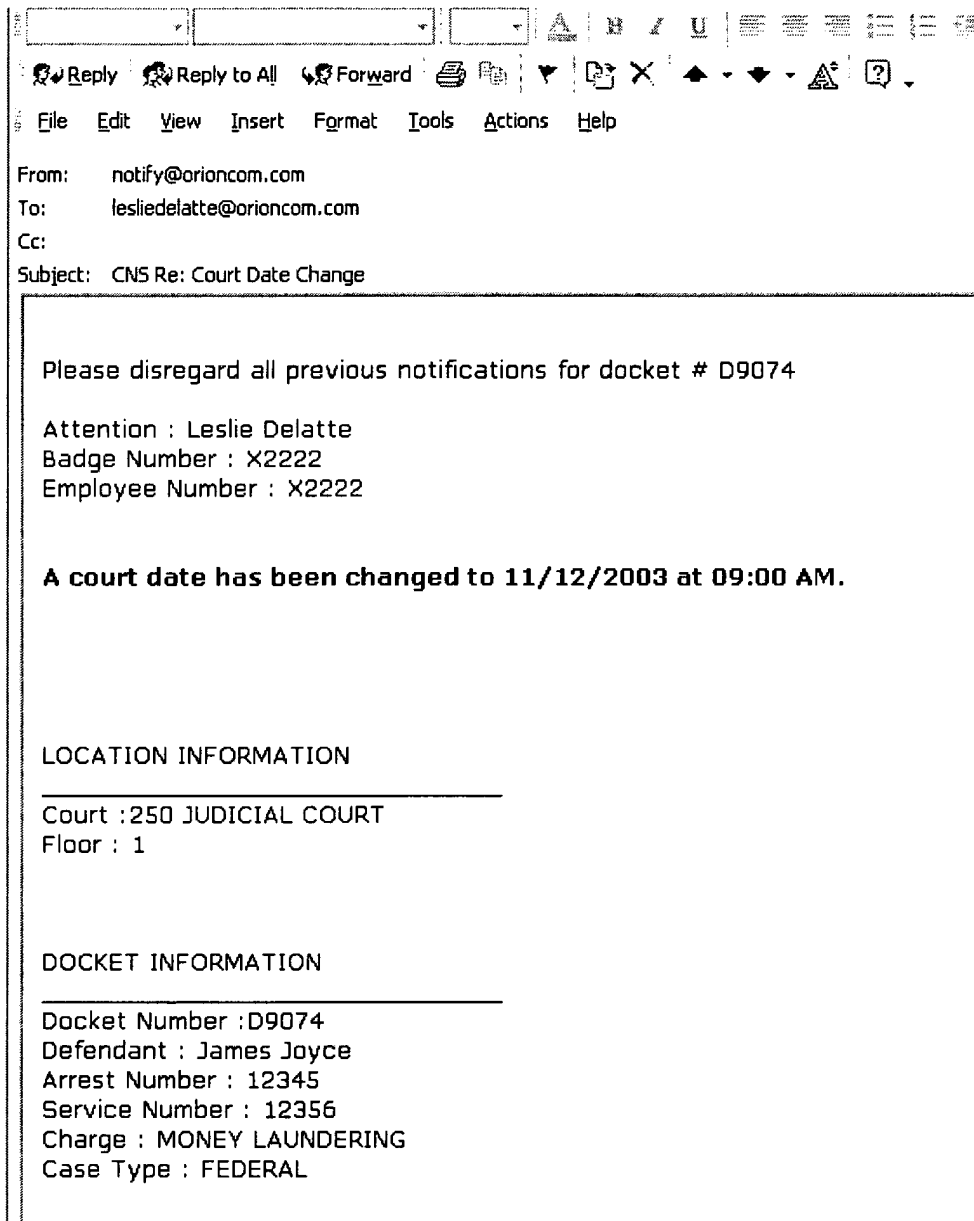 Reply Reply to All Forward
File Edit View Insert Format Tools Actions Help
From: notify@orioncom.com
To: lesliedelatte@orioncom.com
Cc:
Subject: CNS Re: Court Date Change
Please disregard all previous notifications for docket # D9074
Attention : Leslie Delatte
Badge Number : X2222
Employee Number : X2222
A court date has been changed to 11/12/2003 at 09:00 AM.
LOCATION INFORMATION
Court :250 JUDICIAL COURT
Floor : 1
DOCKET INFORMATION
Docket Number :D9074
Defendant : James Joyce
Arrest Number : 12345
Service Number : 12356
Charge : MONEY LAUNDERING
Case Type : FEDERAL